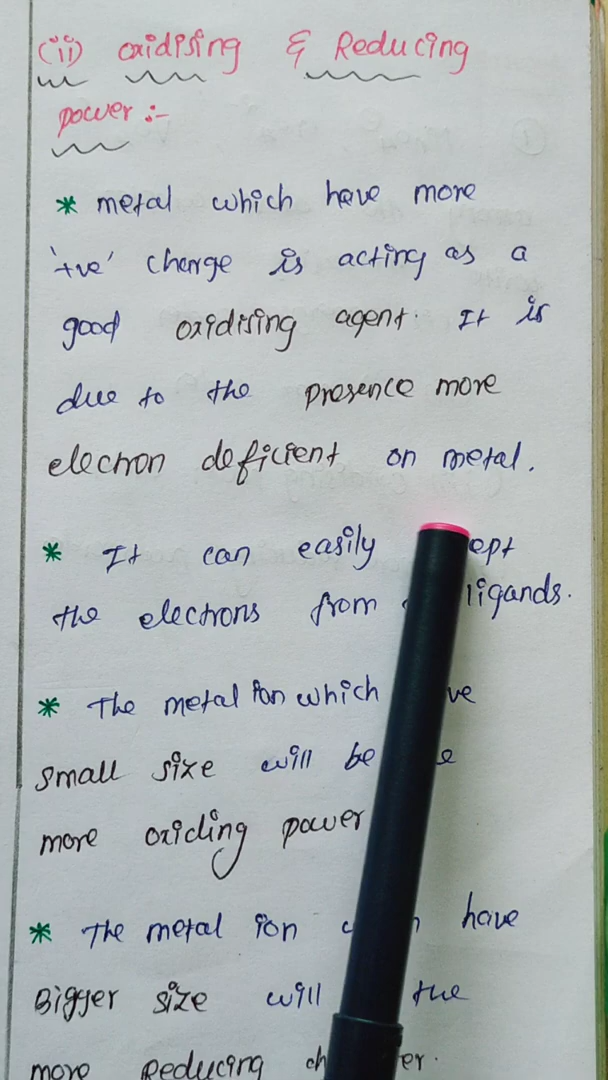 (ii) oxidising & Reducing
power :-
* metal which have more
'+ve' charge is acting as a
good oxidising agent. It is
due to the presence more
electron deficient on metal.
* It can easily ept
the electrons from ligands.
* The metal ion which ve
small size will be
more oxiding power
* The metal ion have
Bigger size will the
more Reducing